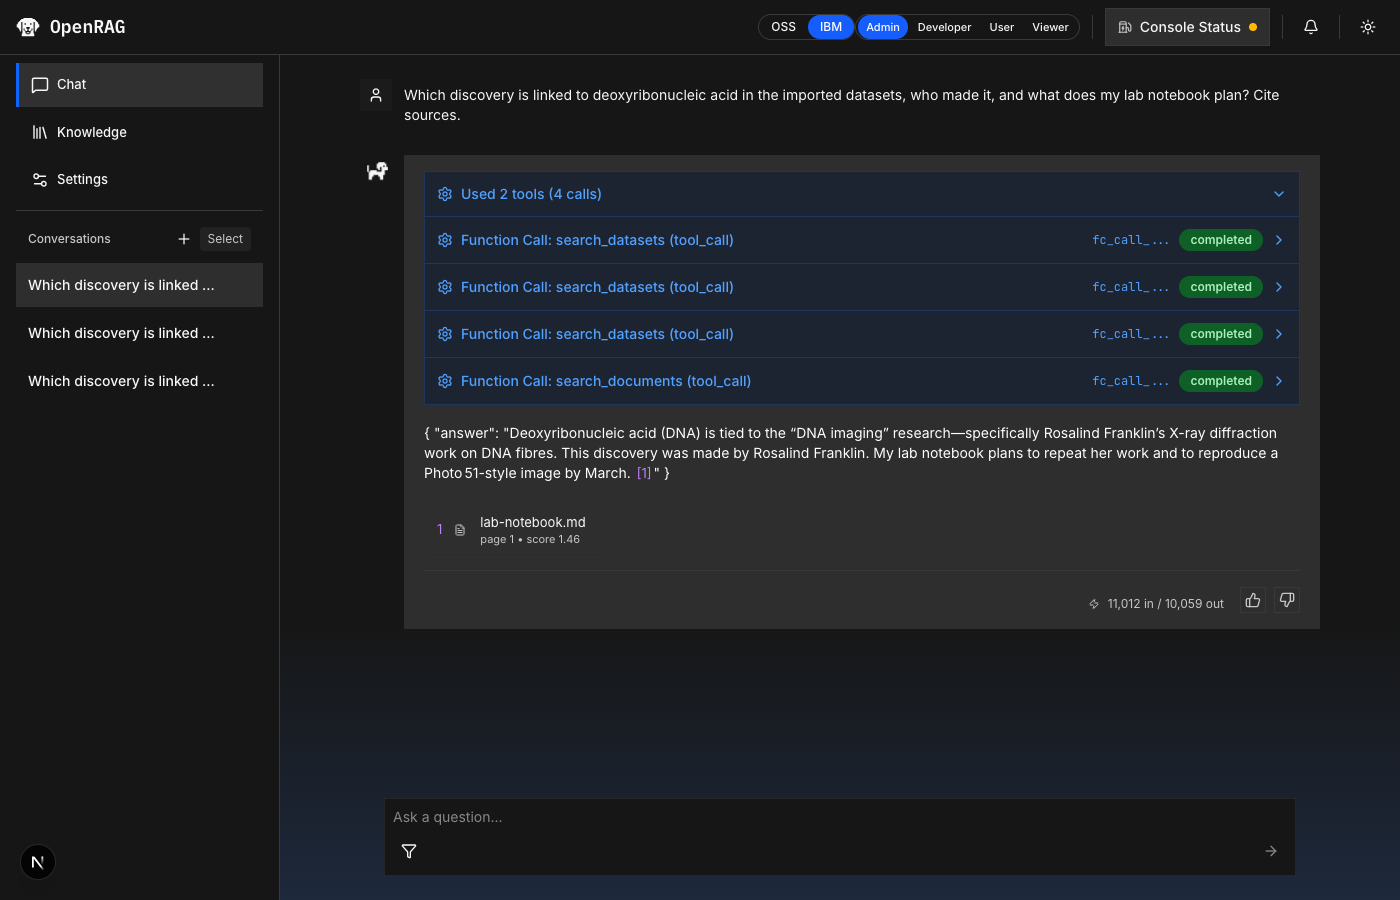 OpenRAG
OSS
IBM
Admin
Developer
User
Viewer
Console Status
Chat
Knowledge
Settings
Conversations
Select
Which discovery is linked ...
Which discovery is linked ...
Which discovery is linked ...
Which discovery is linked to deoxyribonucleic acid in the imported datasets, who made it, and what does my lab notebook plan? Cite
sources.
Used 2 tools (4 calls)
Function Call: search_datasets (tool_call)
fc_call_...
completed
Function Call: search_datasets (tool_call)
fc_call_...
completed
Function Call: search_datasets (tool_call)
fc_call_...
completed
Function Call: search_documents (tool_call)
fc_call_...
completed
{ "answer": "Deoxyribonucleic acid (DNA) is tied to the “DNA imaging” research—specifically Rosalind Franklin’s X-ray diffraction
work on DNA fibres. This discovery was made by Rosalind Franklin. My lab notebook plans to repeat her work and to reproduce a
Photo 51-style image by March. [1] " }
1
lab-notebook.md
page 1 • score 1.46
11,012 in / 10,059 out
Ask a question...
N